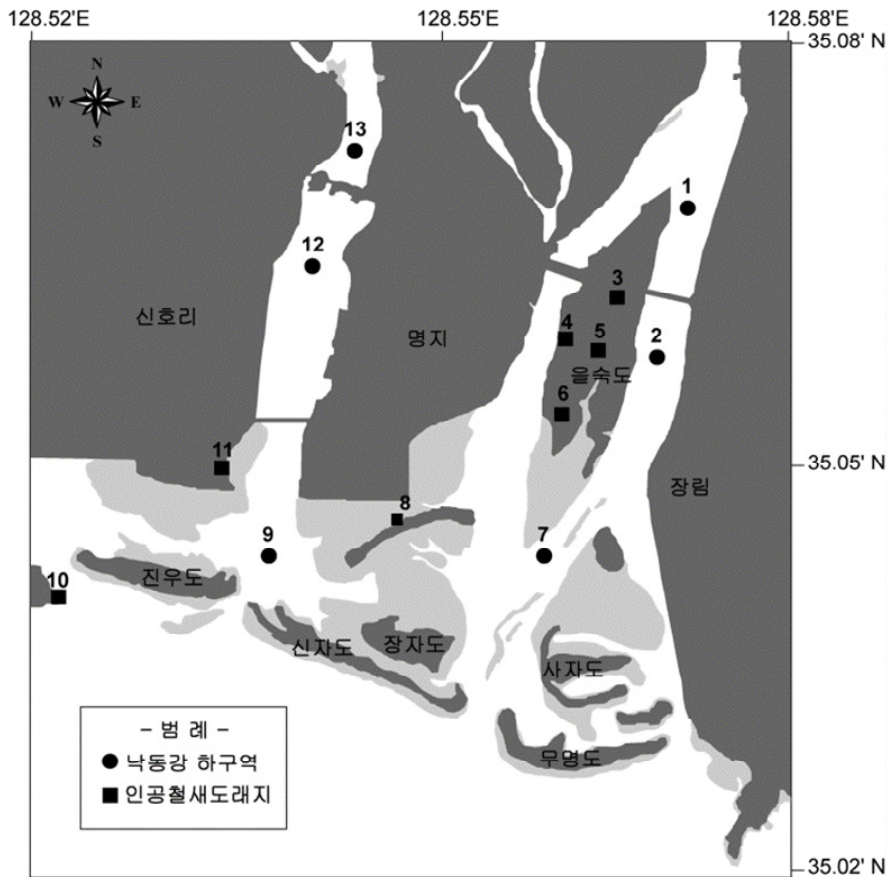 128.52'E
128.55'E
128.58'E
35.08' N
N
W
E
S
13
1
12
3
신호리
4
5
2
명지
을숙도
6
11
35.05' N
장림
8
9
7
10
진우도
신자도
장자도
사자도
– 범 례 –
무명도
낙동강 하구역
인공철새도래지
35.02' N